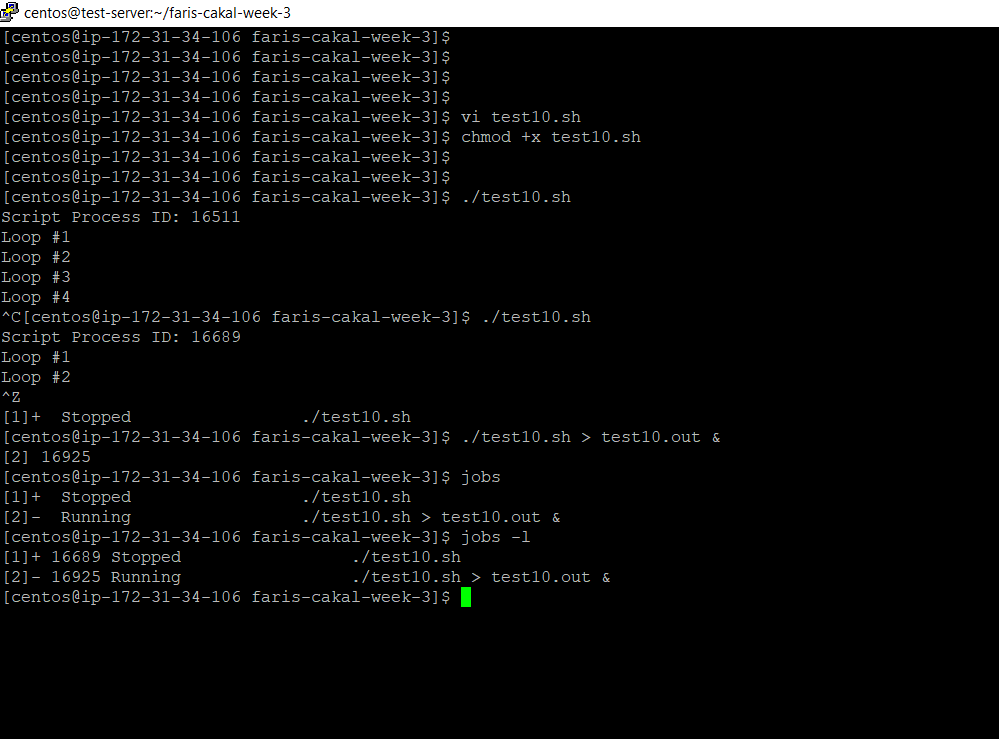 centos@test-server:~/faris-cakal-week-3
[centos@ip-172-31-34-106 faris-cakal-week-3]$
[centos@ip-172-31-34-106 faris-cakal-week-3]$
[centos@ip-172-31-34-106 faris-cakal-week-3]$
[centos@ip-172-31-34-106 faris-cakal-week-3]$
[centos@ip-172-31-34-106 faris-cakal-week-3]$ vi test10.sh
[centos@ip-172-31-34-106 faris-cakal-week-3]$ chmod +x test10.sh
[centos@ip-172-31-34-106 faris-cakal-week-3]$
[centos@ip-172-31-34-106 faris-cakal-week-3]$
[centos@ip-172-31-34-106 faris-cakal-week-3]$ ./test10.sh
Script Process ID: 16511
Loop #1
Loop #2
Loop #3
Loop #4
^C[centos@ip-172-31-34-106 faris-cakal-week-3]$ ./test10.sh
Script Process ID: 16689
Loop #1
Loop #2
^Z
[1]+  Stopped                 ./test10.sh
[centos@ip-172-31-34-106 faris-cakal-week-3]$ ./test10.sh > test10.out &
[2] 16925
[centos@ip-172-31-34-106 faris-cakal-week-3]$ jobs
[1]+  Stopped                 ./test10.sh
[2]-  Running                 ./test10.sh > test10.out &
[centos@ip-172-31-34-106 faris-cakal-week-3]$ jobs -l
[1]+ 16689 Stopped                 ./test10.sh
[2]- 16925 Running                 ./test10.sh > test10.out &
[centos@ip-172-31-34-106 faris-cakal-week-3]$